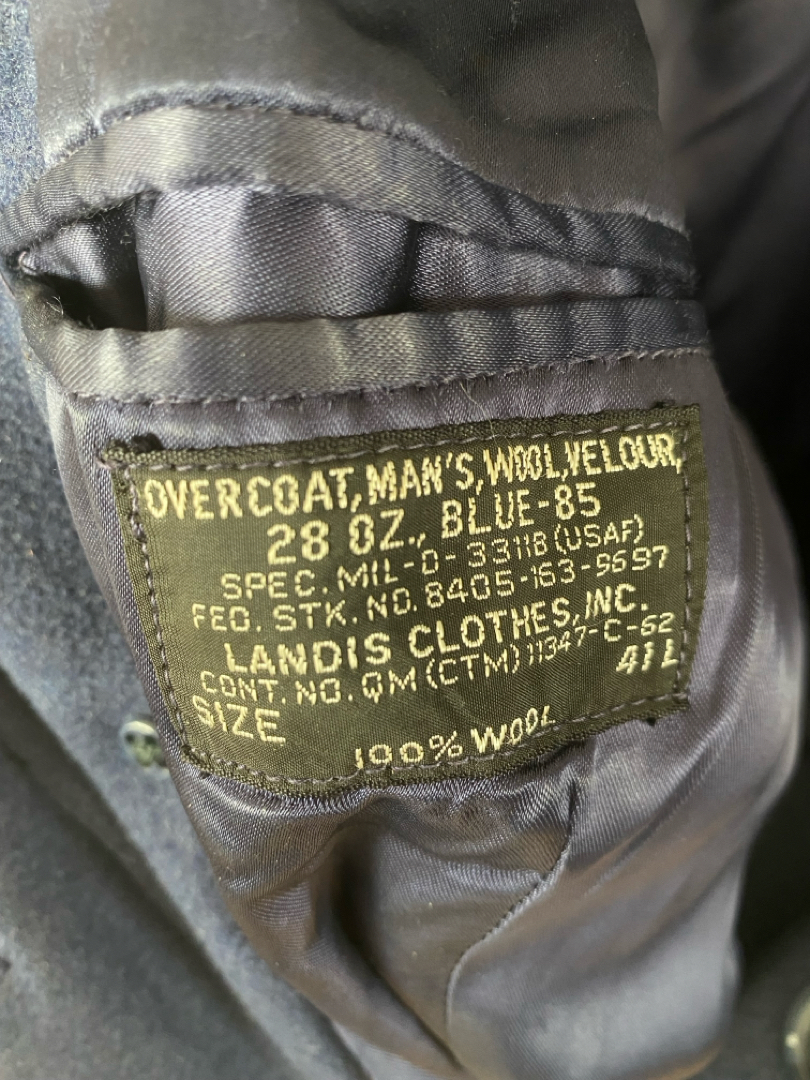 OVERCOAT, MAN'S, WOOL, VELOUR,
28 OZ., BLUE-85
SPEC. MIL-O-33118 (USAF)
FED. STK. NO. 8405-163-9697
LANDIS CLOTHES, INC.
CONT. NO. QM (CTM) 11347-C-62
SIZE 41L
100% WOOL